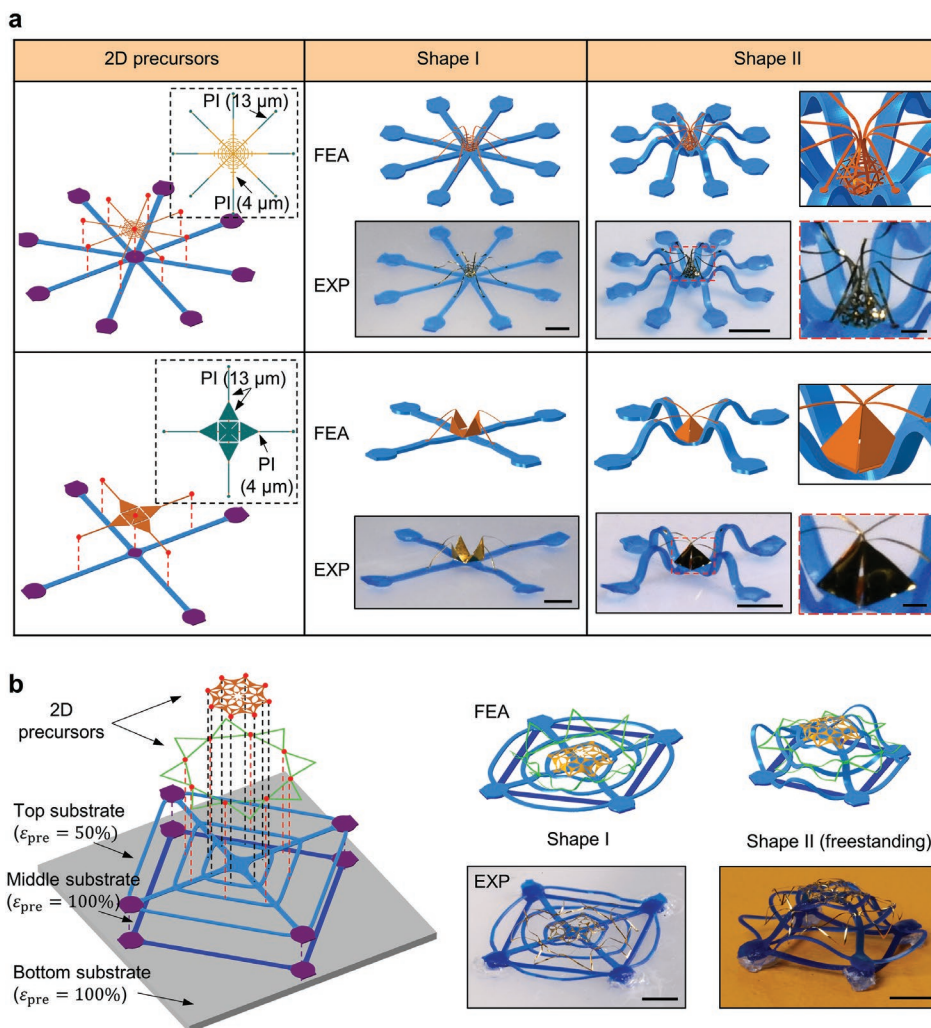 a
2D precursors
Shape I
Shape II
PI (13 μm)
PI (4 μm)
FEA
EXP
PI (13 μm)
PI
(4 μm)
FEA
EXP
b
2D
precursors
Top substrate
(εpre = 50%)
Middle substrate
(εpre = 100%)
Bottom substrate
(εpre = 100%)
FEA
Shape I
Shape II (freestanding)
EXP